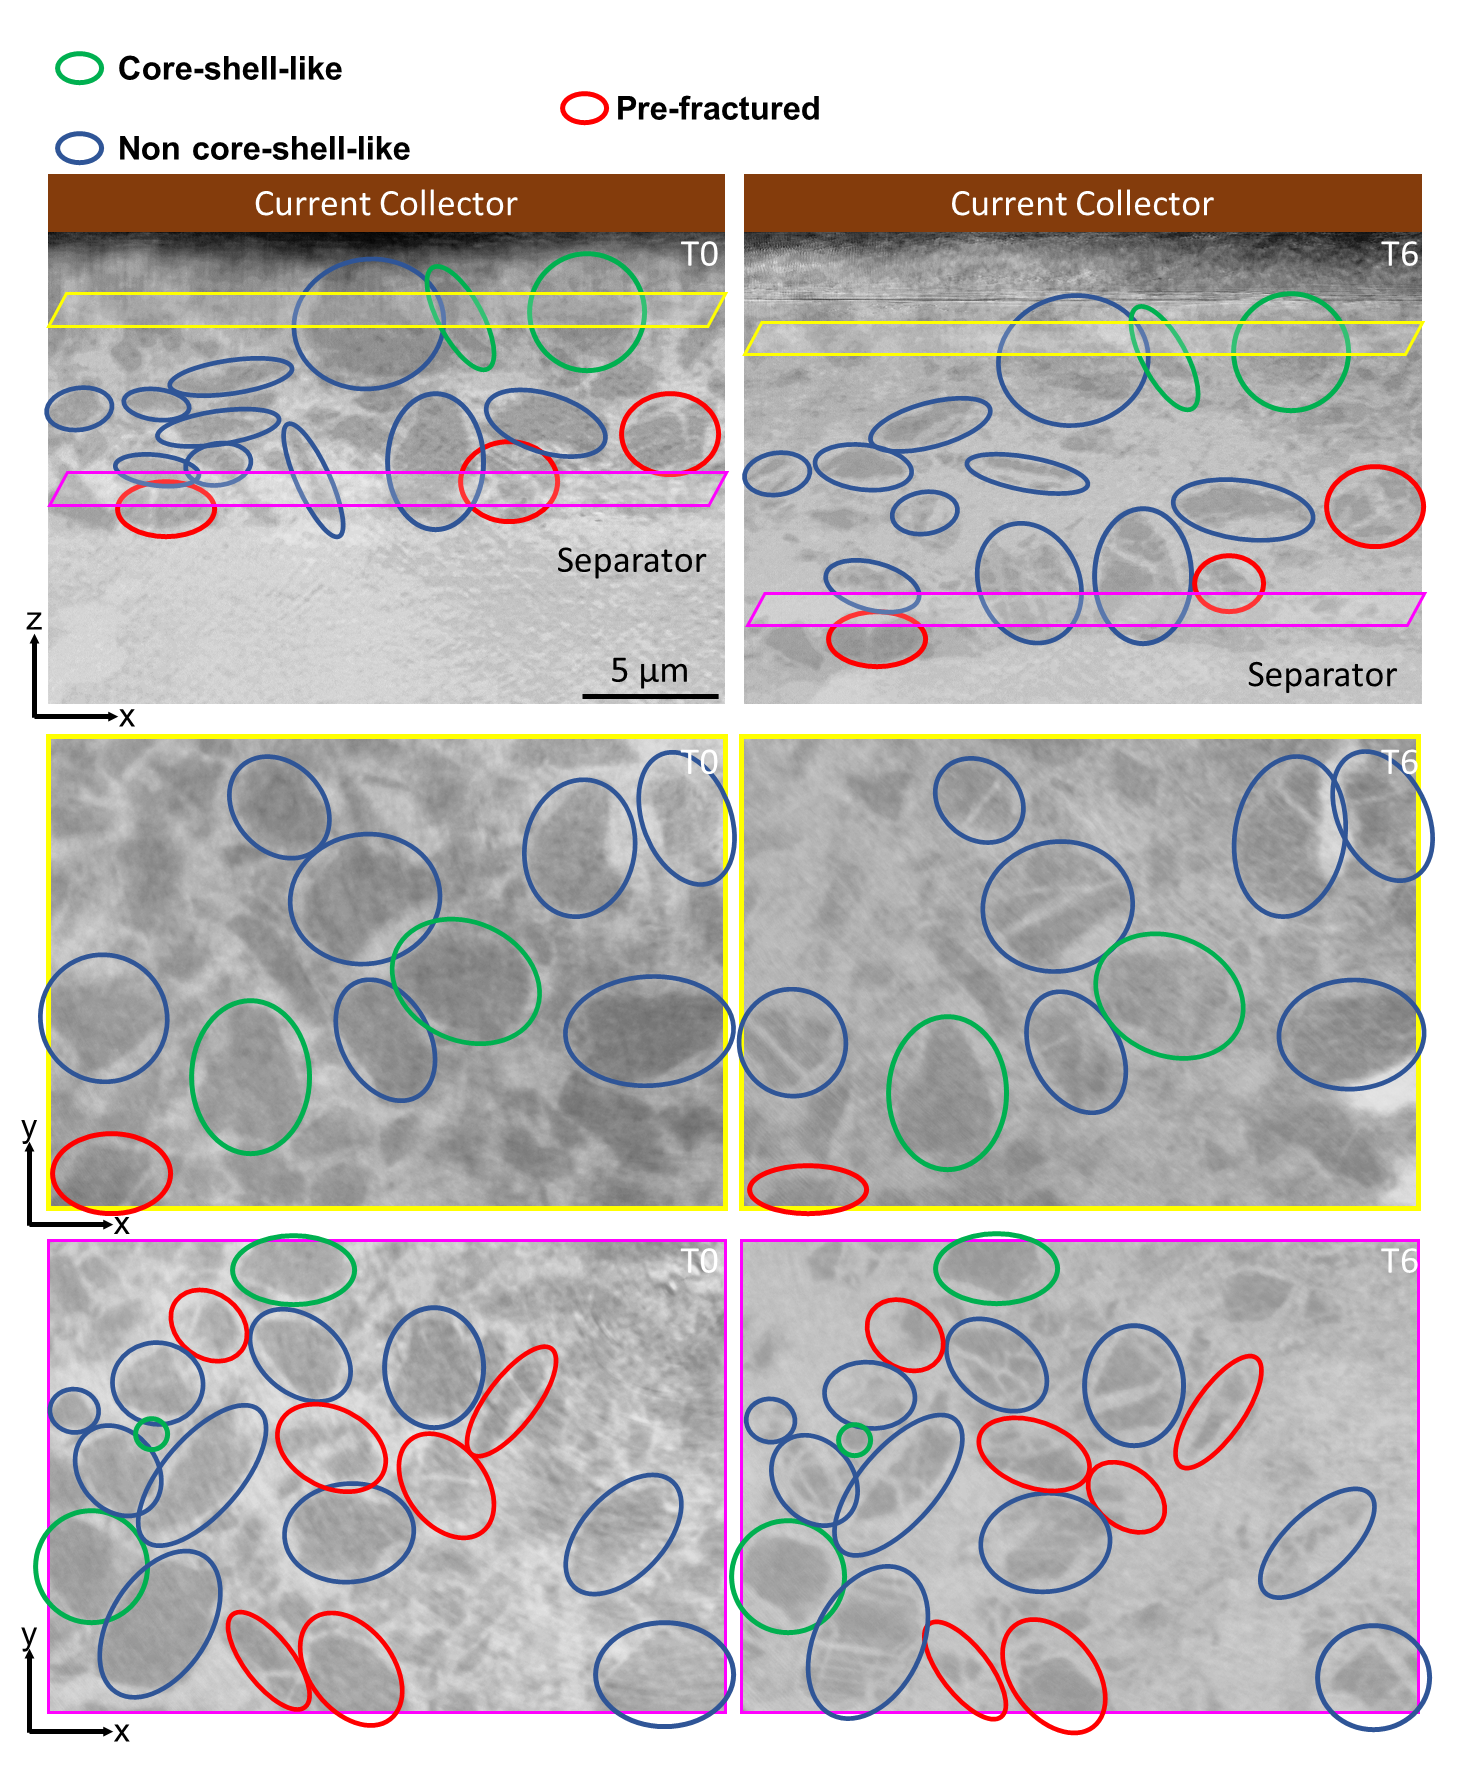 Core-shell-like
Pre-fractured
Non core-shell-like
Current Collector
Current Collector
T0
T6
Separator
5 μm
Separator
z
x
T0
T6
y
x
T0
T6
y
x